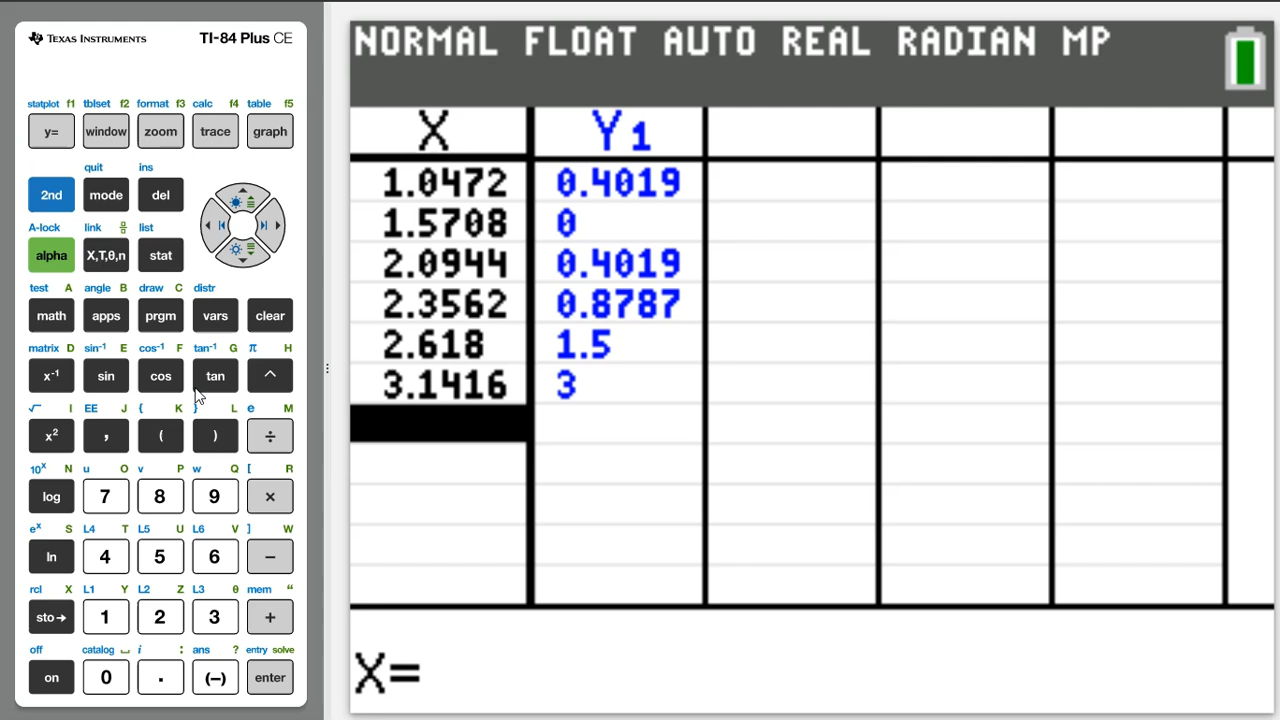 TEXAS INSTRUMENTS TI-84 Plus CE
statplot f1 tblset f2 format f3 calc f4 table f5
y= window zoom trace graph
quit ins
2nd mode del
A-lock link list
alpha X,T,θ,n stat
test A angle B draw C distr
math apps prgm vars clear
matrix D sin⁻¹ E cos⁻¹ F tan⁻¹ G π H
x⁻¹ sin cos tan ^
√ I EE J { K } L e M
x² , ( ) ÷
10ˣ N u O v P w Q [ R
log 7 8 9 ×
eˣ S L4 T L5 U L6 V ] W
ln 4 5 6 −
rcl X L1 Y L2 Z L3 θ mem "
sto→ 1 2 3 +
off catalog ⎵ i : ans ? entry solve
on 0 . (−) enter
NORMAL FLOAT AUTO REAL RADIAN MP
X Y1
1.0472 0.4019
1.5708 0
2.0944 0.4019
2.3562 0.8787
2.618 1.5
3.1416 3
X=